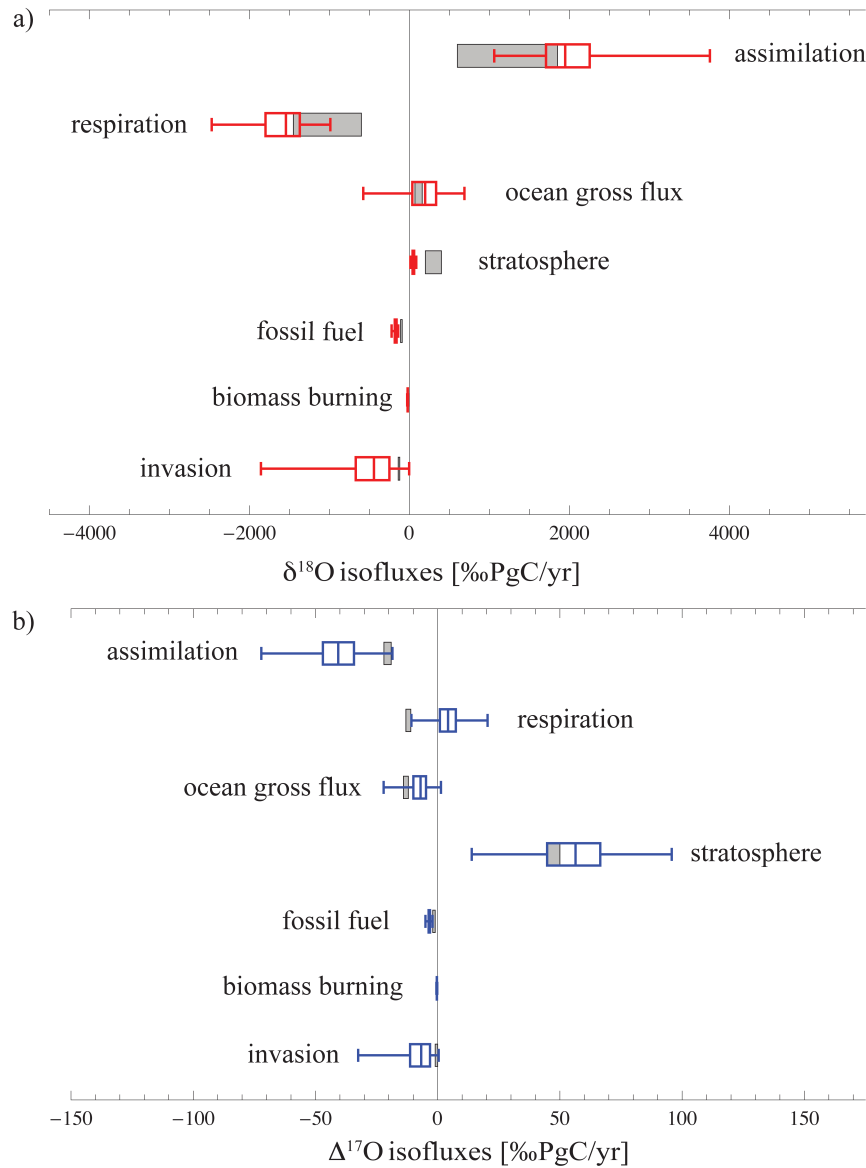 a)
assimilation
respiration
ocean gross flux
stratosphere
fossil fuel
biomass burning
invasion
−4000 −2000 0 2000 4000
δ¹⁸O isofluxes [‰PgC/yr]
b)
assimilation
respiration
ocean gross flux
stratosphere
fossil fuel
biomass burning
invasion
−150 −100 −50 0 50 100 150
Δ¹⁷O isofluxes [‰PgC/yr]